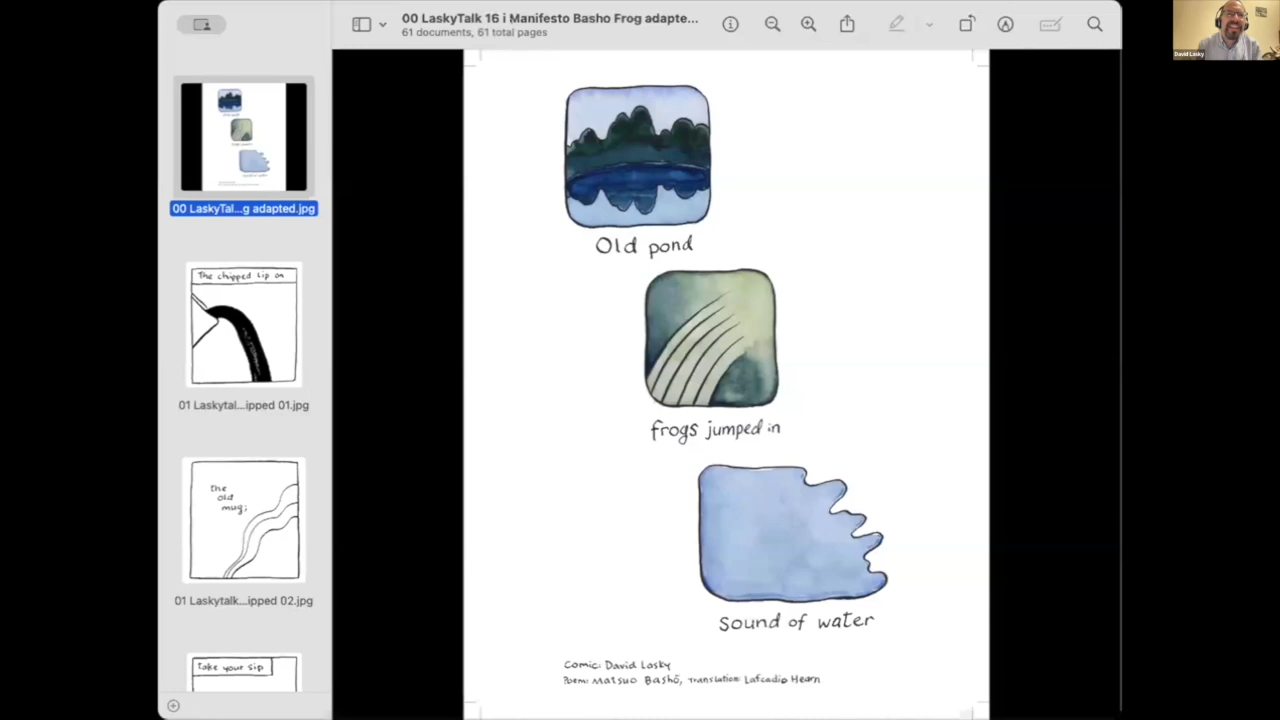 00 LaskyTalk 16 i Manifesto Basho Frog adapte...
61 documents, 61 total pages
David Lasky
00 LaskyTal...g adapted.jpg
The chipped lip on
01 Laskytal...ipped 01.jpg
the
old
mug;
01 Laskytalk...ipped 02.jpg
take your sip
Old pond
frogs jumped in
Sound of water
Comic: David Lasky
Poem: Matsuo Bashō, Translation: Lafcadio Hearn